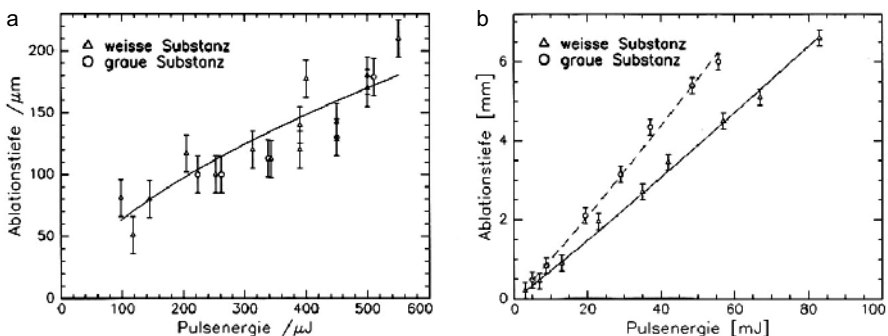 a
b
200
150
100
50
0
Ablationstiefe /μm
△ weisse Substanz
○ graue Substanz
0 100 200 300 400 500 600
Pulsenergie /μJ
6
4
2
0
Ablationstiefe [mm]
△ weisse Substanz
○ graue Substanz
0 20 40 60 80 100
Pulsenergie [mJ]